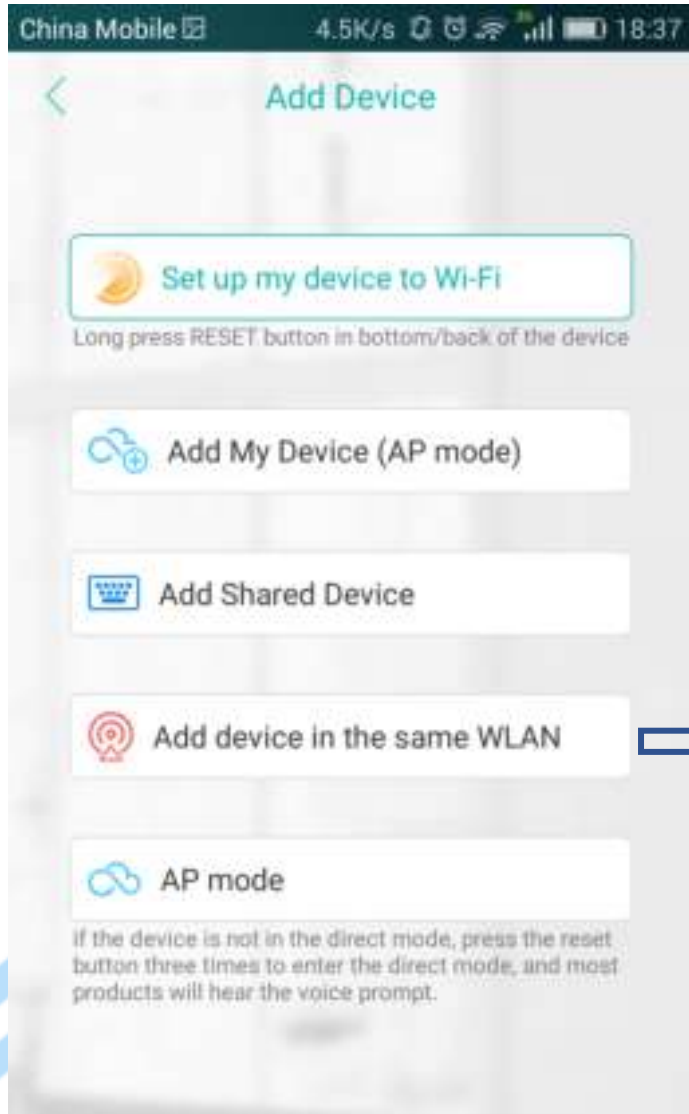 China Mobile 4.5K/s 18:37
Add Device
Set up my device to Wi-Fi
Long press RESET button in bottom/back of the device
Add My Device (AP mode)
Add Shared Device
Add device in the same WLAN
AP mode
If the device is not in the direct mode, press the reset
button three times to enter the direct mode, and most
products will hear the voice prompt.